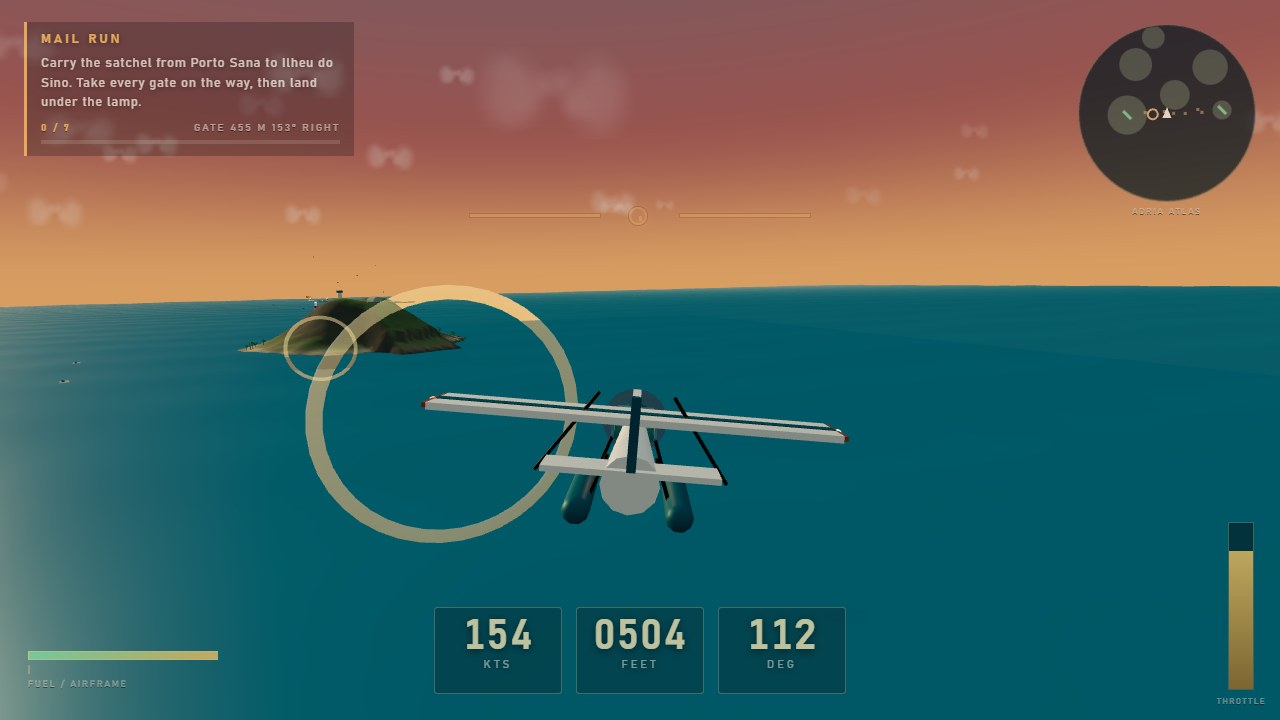 MAIL RUN
Carry the satchel from Porto Sana to Ilheu do
Sino. Take every gate on the way, then land
under the lamp.
0 / 7 GATE 455 M 153° RIGHT
ADRIA ATLAS
154 0504 112
KTS FEET DEG
FUEL / AIRFRAME
THROTTLE